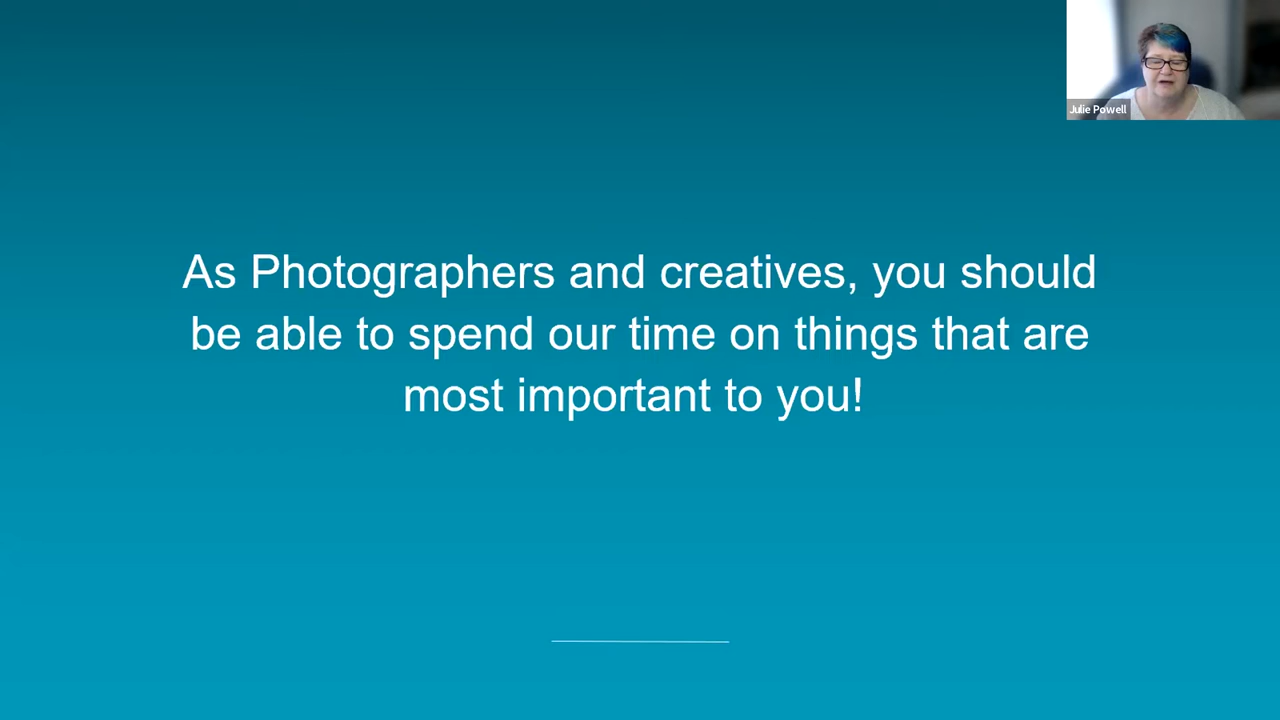 Julie Powell
As Photographers and creatives, you should
be able to spend our time on things that are
most important to you!